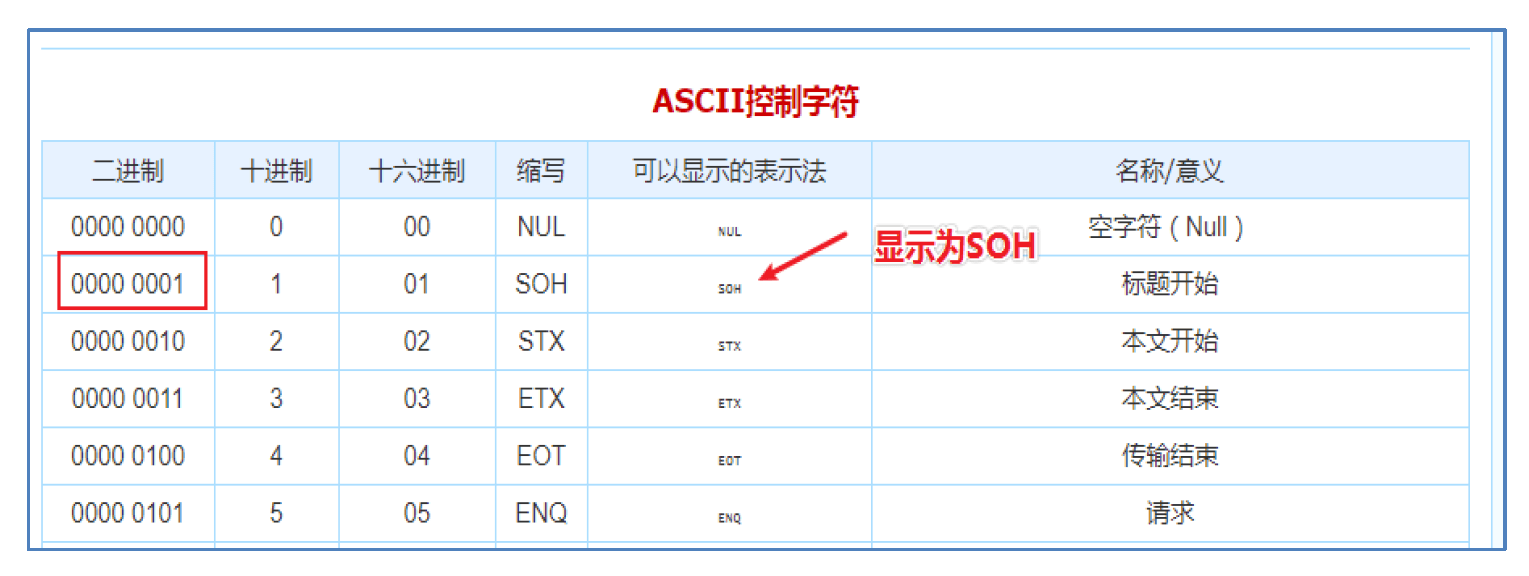 ASCII控制字符
二进制 十进制 十六进制 缩写 可以显示的表示法 名称/意义
0000 0000 0 00 NUL NUL 空字符 ( Null )
显示为SOH
0000 0001 1 01 SOH SOH 标题开始
0000 0010 2 02 STX STX 本文开始
0000 0011 3 03 ETX ETX 本文结束
0000 0100 4 04 EOT EOT 传输结束
0000 0101 5 05 ENQ ENQ 请求